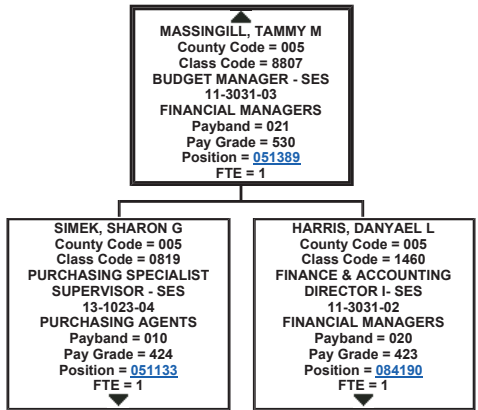 MASSINGILL, TAMMY M
County Code = 005
Class Code = 8807
BUDGET MANAGER - SES
11-3031-03
FINANCIAL MANAGERS
Payband = 021
Pay Grade = 530
Position = 051389
FTE = 1
SIMEK, SHARON G
County Code = 005
Class Code = 0819
PURCHASING SPECIALIST
SUPERVISOR - SES
13-1023-04
PURCHASING AGENTS
Payband = 010
Pay Grade = 424
Position = 051133
FTE = 1
HARRIS, DANYAEL L
County Code = 005
Class Code = 1460
FINANCE & ACCOUNTING
DIRECTOR I- SES
11-3031-02
FINANCIAL MANAGERS
Payband = 020
Pay Grade = 423
Position = 084190
FTE = 1